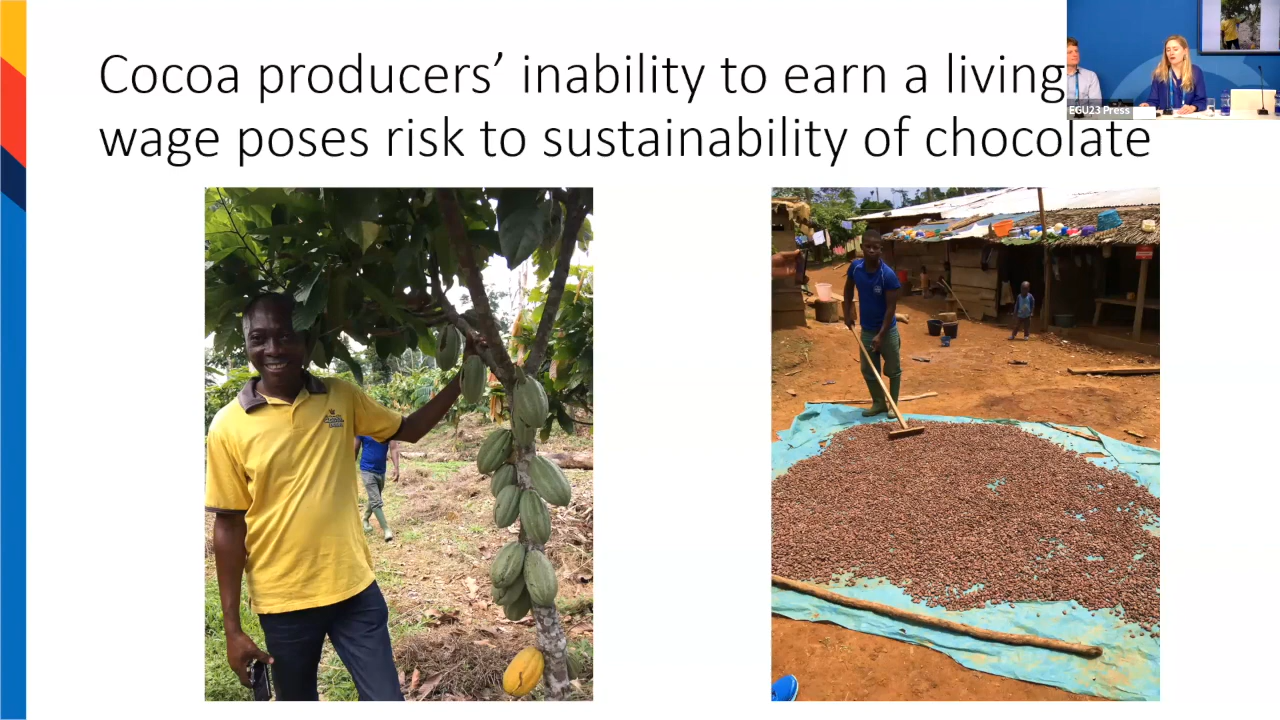 Cocoa producers’ inability to earn a living
wage poses risk to sustainability of chocolate
EGU23 Press